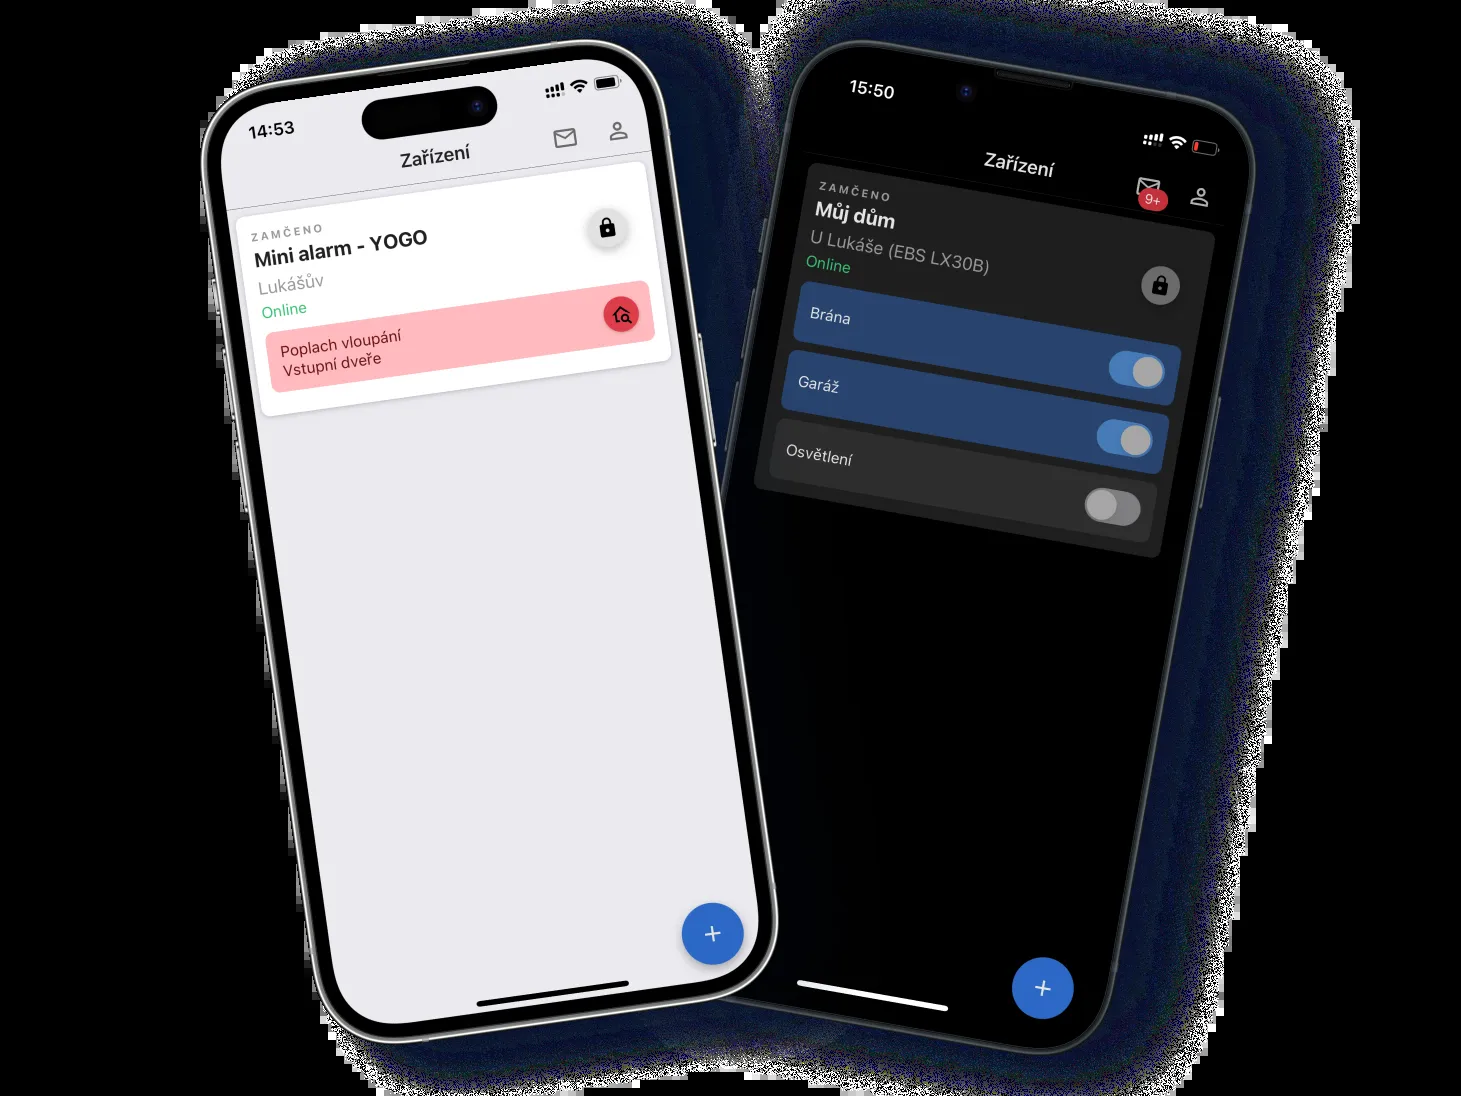 14:53
Zařízení
ZAMČENO
Mini alarm - YOGO
Lukášův
Online
Poplach vloupání
Vstupní dveře
15:50
Zařízení
9+
ZAMČENO
Můj dům
U Lukáše (EBS LX30B)
Online
Brána
Garáž
Osvětlení